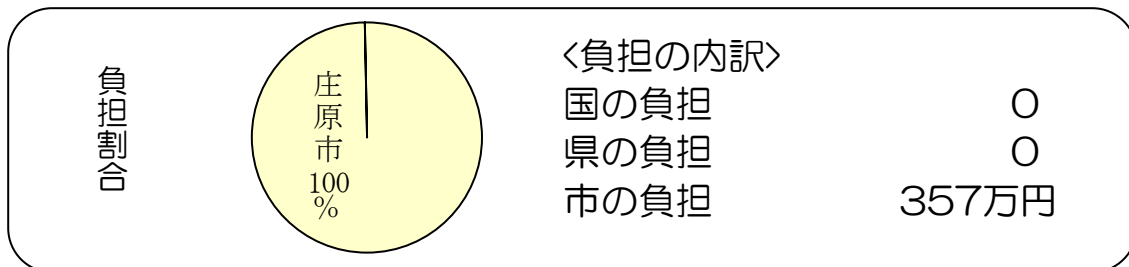 負担割合
庄原市
100
%
<負担の内訳>
国の負担 0
県の負担 0
市の負担 357万円